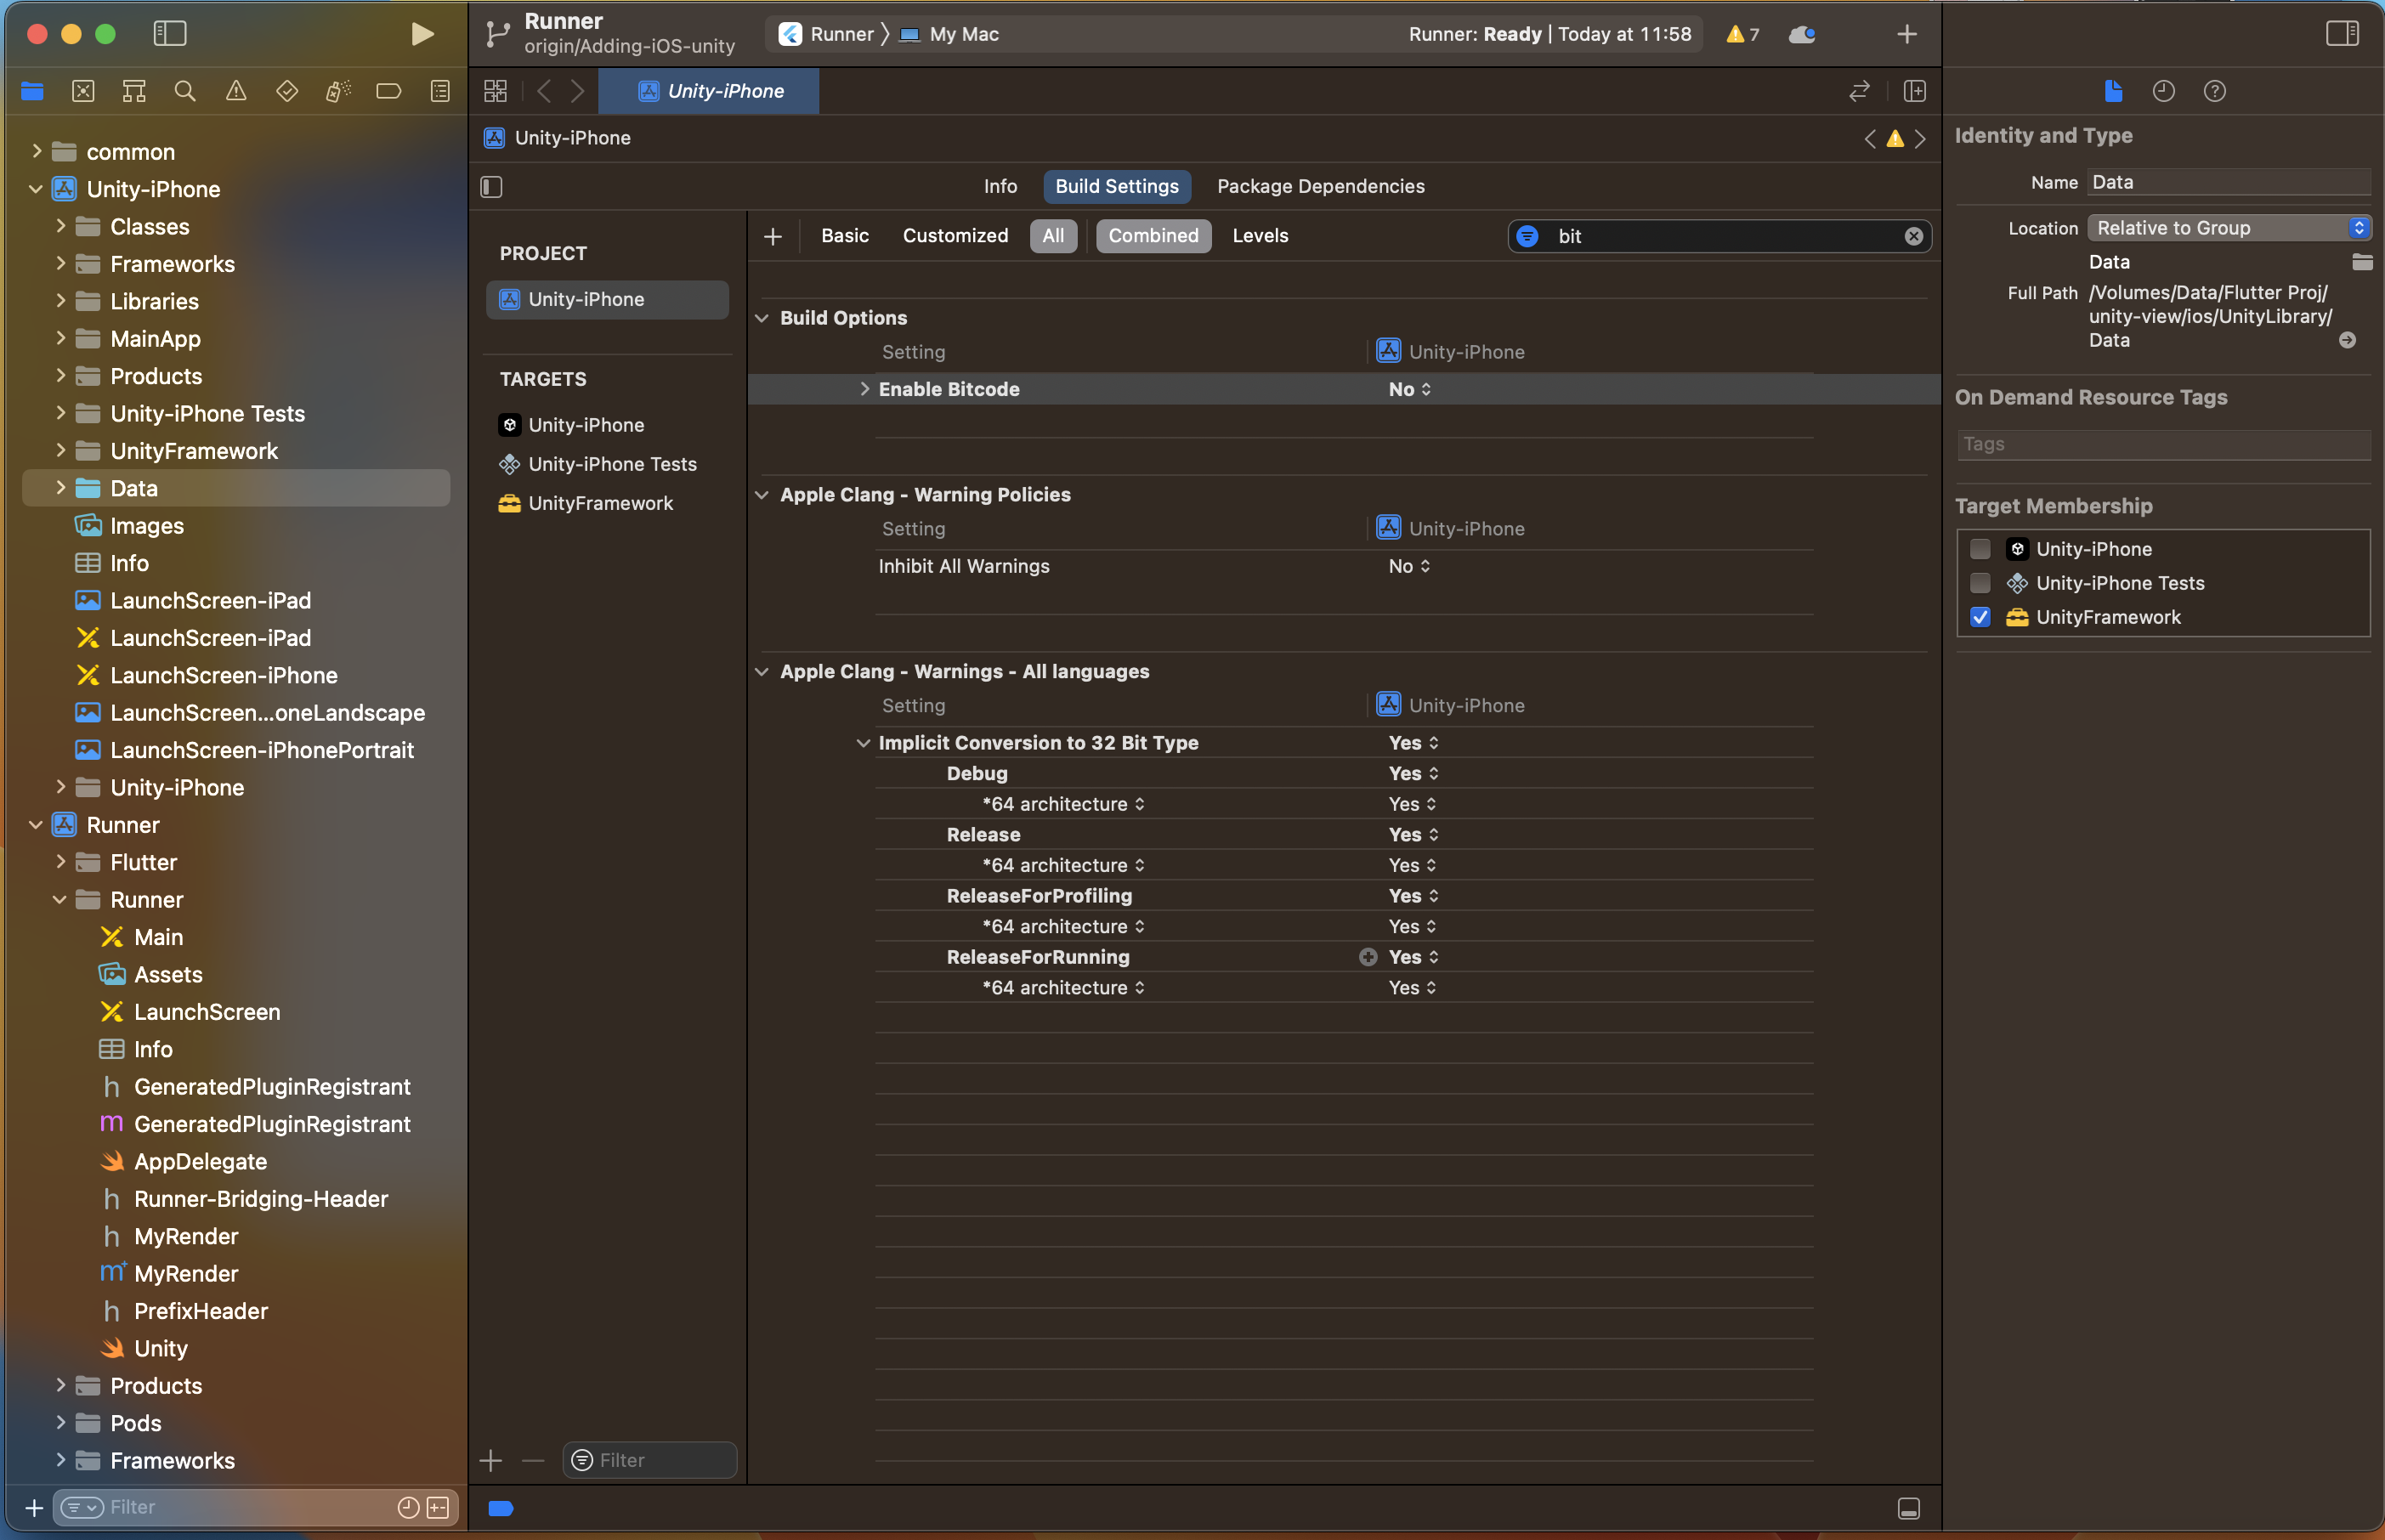 Runner
origin/Adding-iOS-unity
Runner
My Mac
Runner: Ready | Today at 11:58
7
Unity-iPhone
Unity-iPhone
Info
Build Settings
Package Dependencies
common
Unity-iPhone
Classes
Frameworks
Libraries
MainApp
Products
Unity-iPhone Tests
UnityFramework
Data
Images
Info
LaunchScreen-iPad
LaunchScreen-iPad
LaunchScreen-iPhone
LaunchScreen...oneLandscape
LaunchScreen-iPhonePortrait
Unity-iPhone
Runner
Flutter
Runner
Main
Assets
LaunchScreen
Info
h GeneratedPluginRegistrant
m GeneratedPluginRegistrant
AppDelegate
h Runner-Bridging-Header
h MyRender
m+ MyRender
h PrefixHeader
Unity
Products
Pods
Frameworks
Filter
PROJECT
Unity-iPhone
TARGETS
Unity-iPhone
Unity-iPhone Tests
UnityFramework
Filter
Basic
Customized
All
Combined
Levels
bit
Build Options
Setting
Unity-iPhone
Enable Bitcode
No
Apple Clang - Warning Policies
Setting
Unity-iPhone
Inhibit All Warnings
No
Apple Clang - Warnings - All languages
Setting
Unity-iPhone
Implicit Conversion to 32 Bit Type
Yes
Debug
Yes
*64 architecture
Yes
Release
Yes
*64 architecture
Yes
ReleaseForProfiling
Yes
*64 architecture
Yes
ReleaseForRunning
Yes
*64 architecture
Yes
Identity and Type
Name
Data
Location
Relative to Group
Data
Full Path
/Volumes/Data/Flutter Proj/
unity-view/ios/UnityLibrary/
Data
On Demand Resource Tags
Tags
Target Membership
Unity-iPhone
Unity-iPhone Tests
UnityFramework